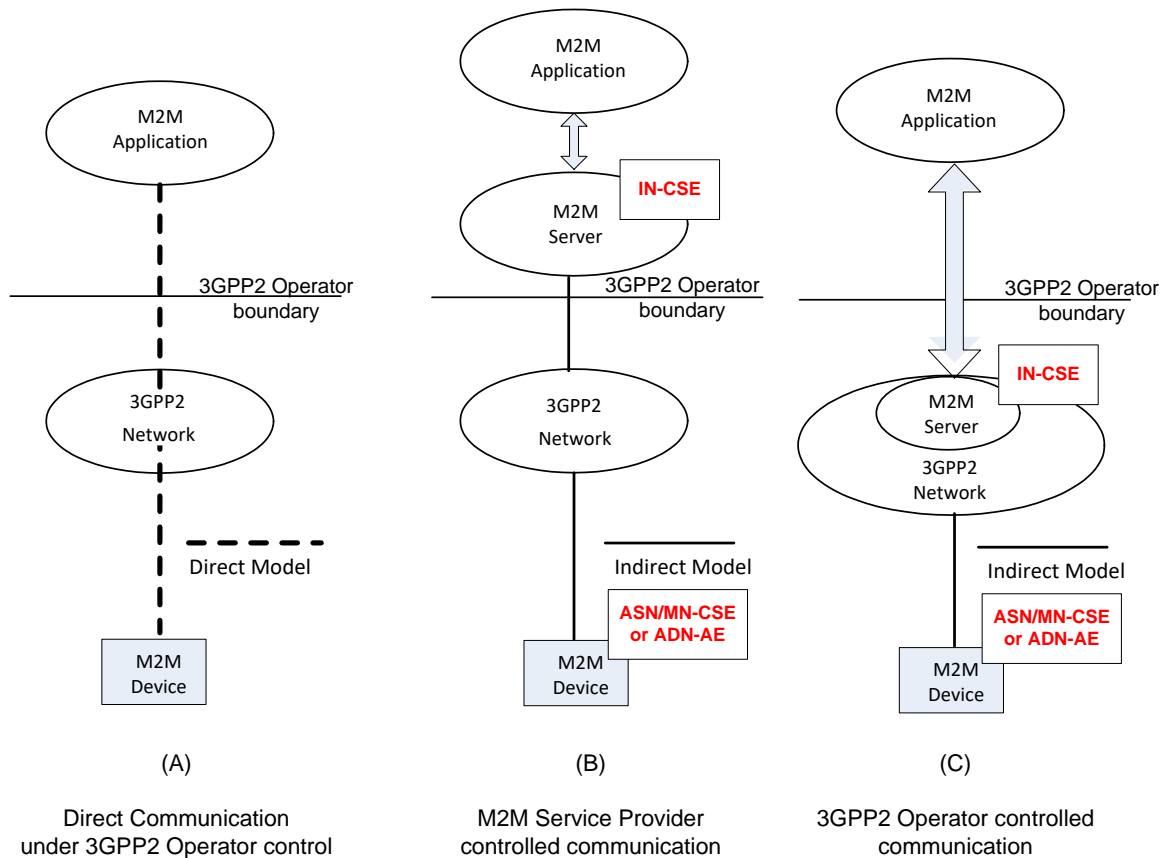 M2M
Application
3GPP2 Operator
boundary
3GPP2
Network
Direct Model
M2M
Device
(A)
Direct Communication
under 3GPP2 Operator control
M2M
Application
IN-CSE
M2M
Server
3GPP2 Operator
boundary
3GPP2
Network
Indirect Model
ASN/MN-CSE
or ADN-AE
M2M
Device
(B)
M2M Service Provider
controlled communication
M2M
Application
3GPP2 Operator
boundary
IN-CSE
M2M
Server
3GPP2
Network
Indirect Model
ASN/MN-CSE
or ADN-AE
M2M
Device
(C)
3GPP2 Operator controlled
communication